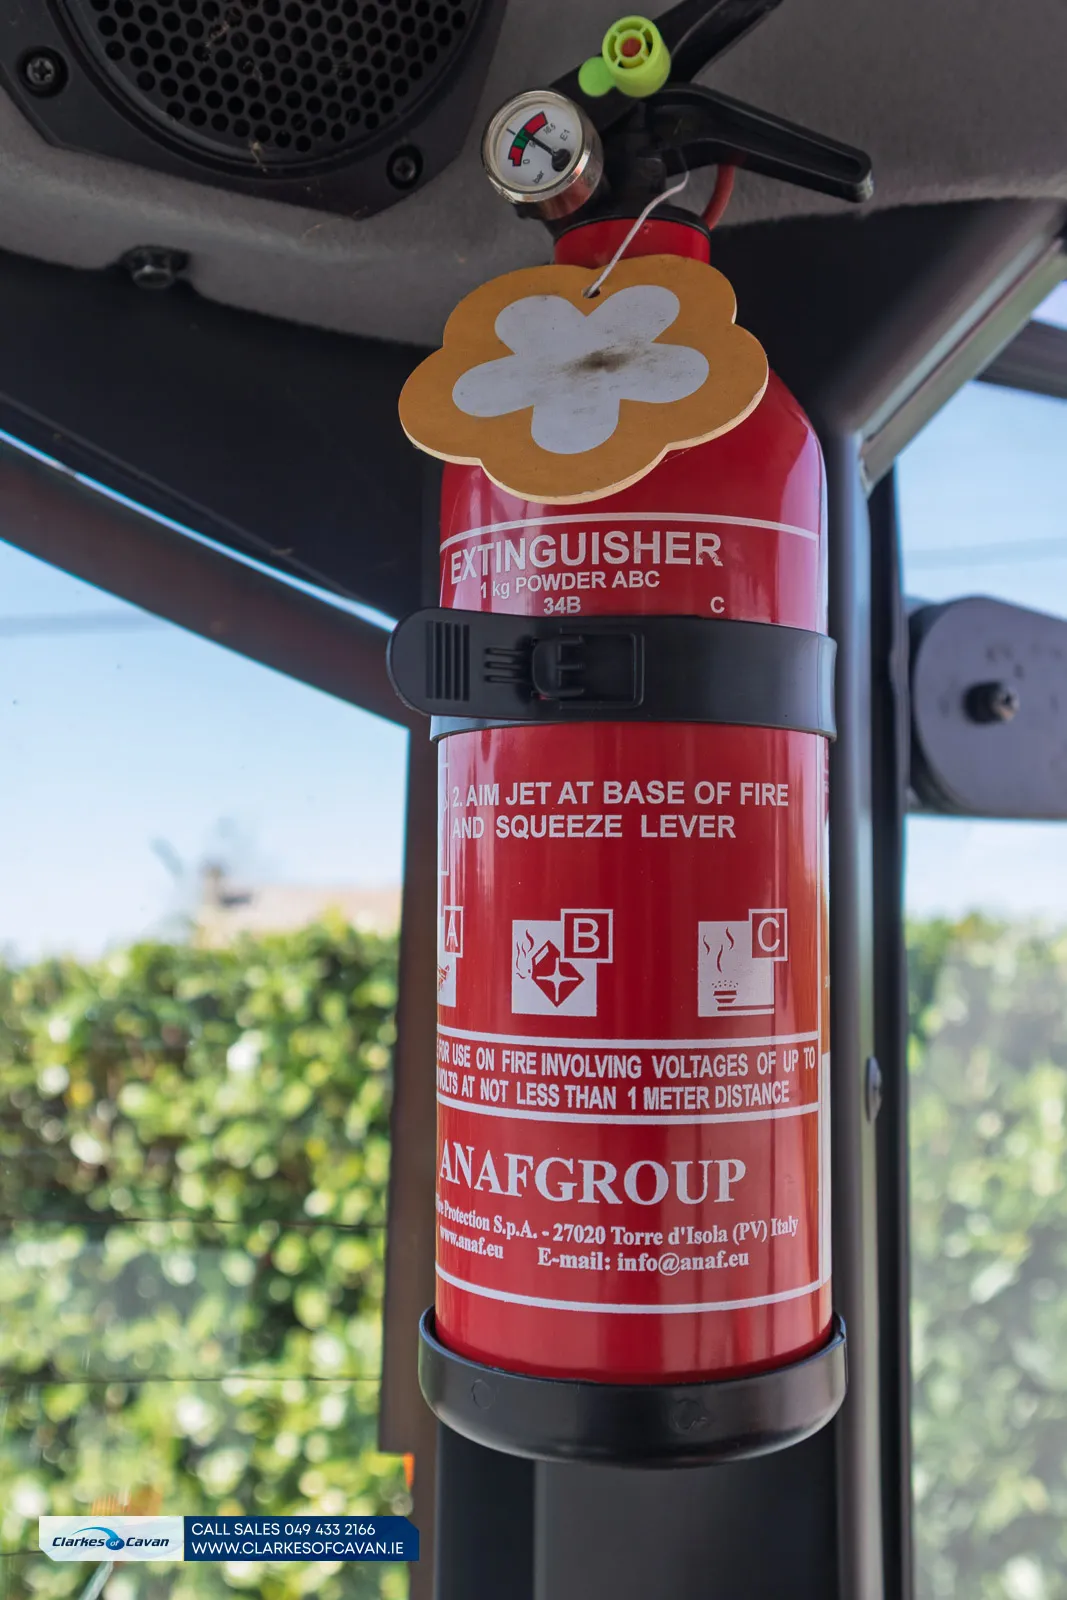 EXTINGUISHER
1 kg POWDER ABC
34B C
2. AIM JET AT BASE OF FIRE
AND SQUEEZE LEVER
A B C
FOR USE ON FIRE INVOLVING VOLTAGES OF UP TO
VOLTS AT NOT LESS THAN 1 METER DISTANCE
ANAFGROUP
Protection S.p.A. - 27020 Torre d'Isola (PV) Italy
www.anaf.eu E-mail: info@anaf.eu
Clarkes of Cavan
CALL SALES 049 433 2166
WWW.CLARKESOFCAVAN.IE